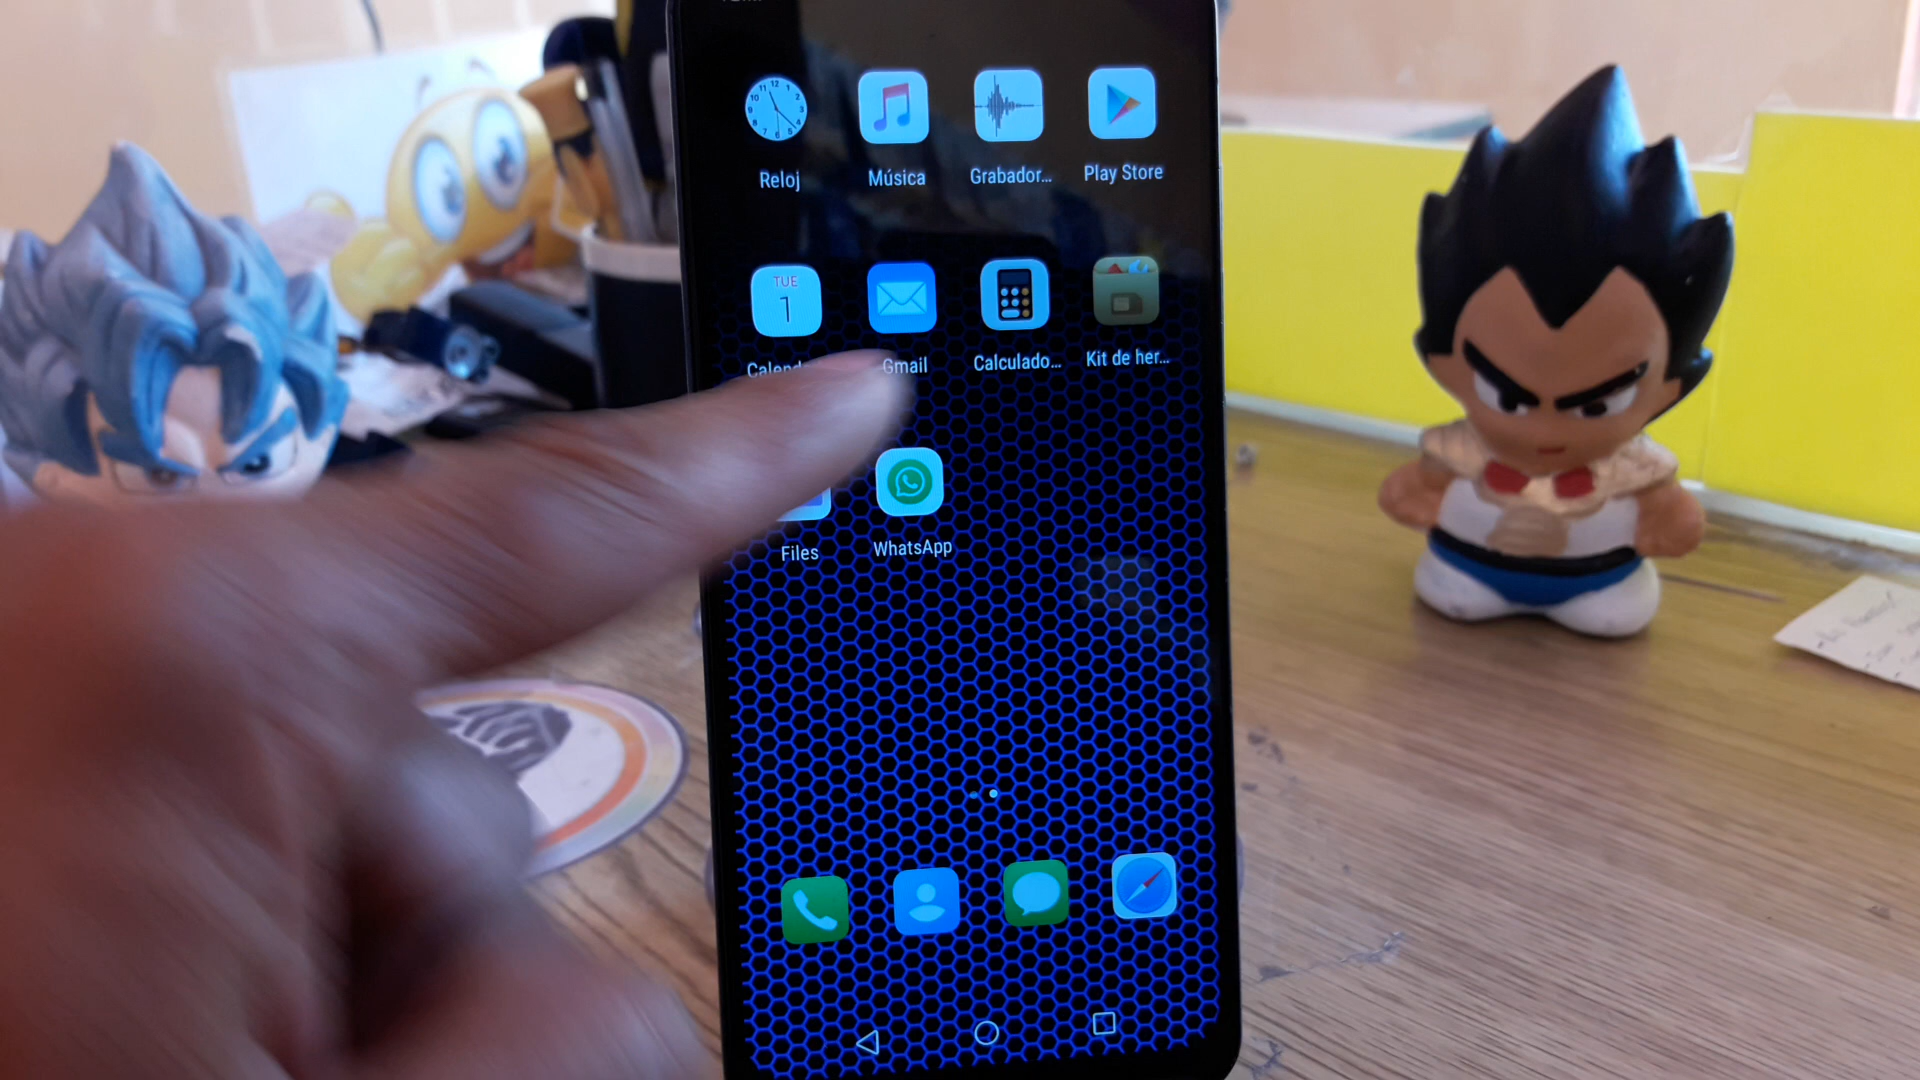 Reloj
Música
Grabador...
Play Store
TUE
1
Gmail
Calculado...
Kit de her...
Files
WhatsApp